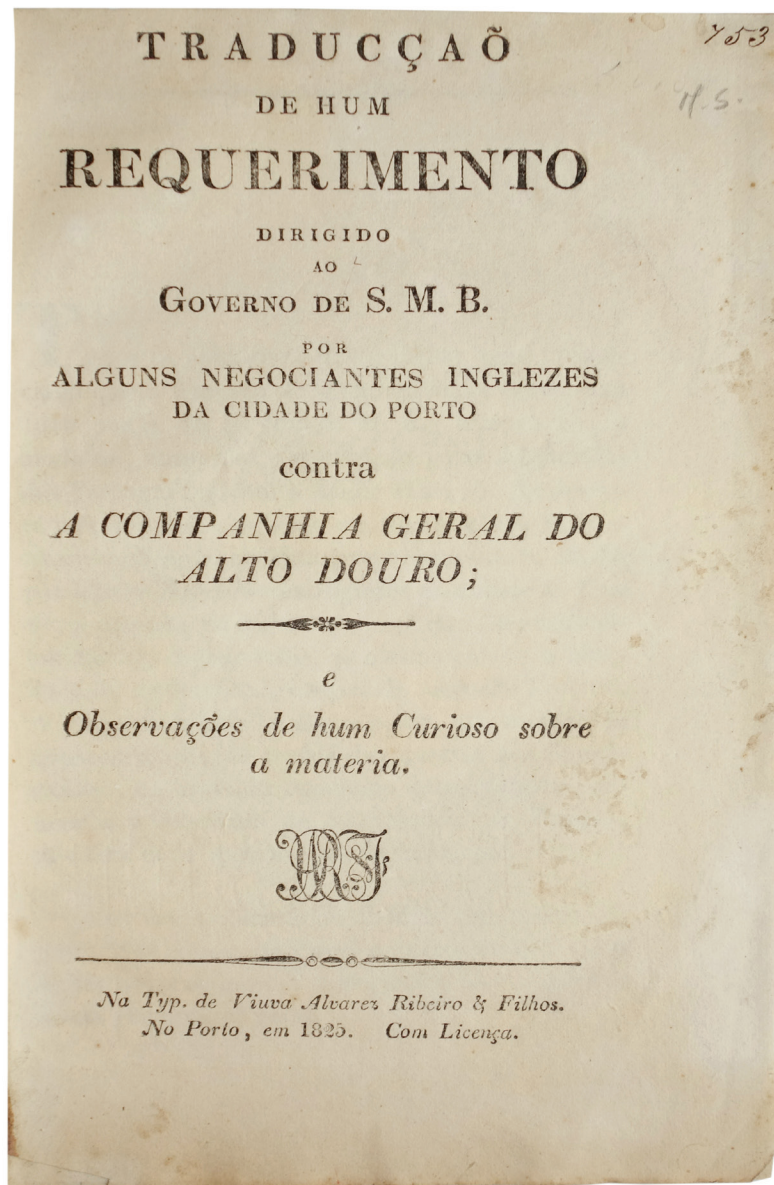 753
H. S.
TRADUCÇAÕ
DE HUM
REQUERIMENTO
DIRIGIDO
AO
GOVERNO DE S. M. B.
POR
ALGUNS NEGOCIANTES INGLEZES
DA CIDADE DO PORTO
contra
A COMPANHIA GERAL DO
ALTO DOURO;
e
Observações de hum Curioso sobre
a materia.
Na Typ. de Viuva Alvarez Ribeiro & Filhos.
No Porto, em 1825. Com Licença.